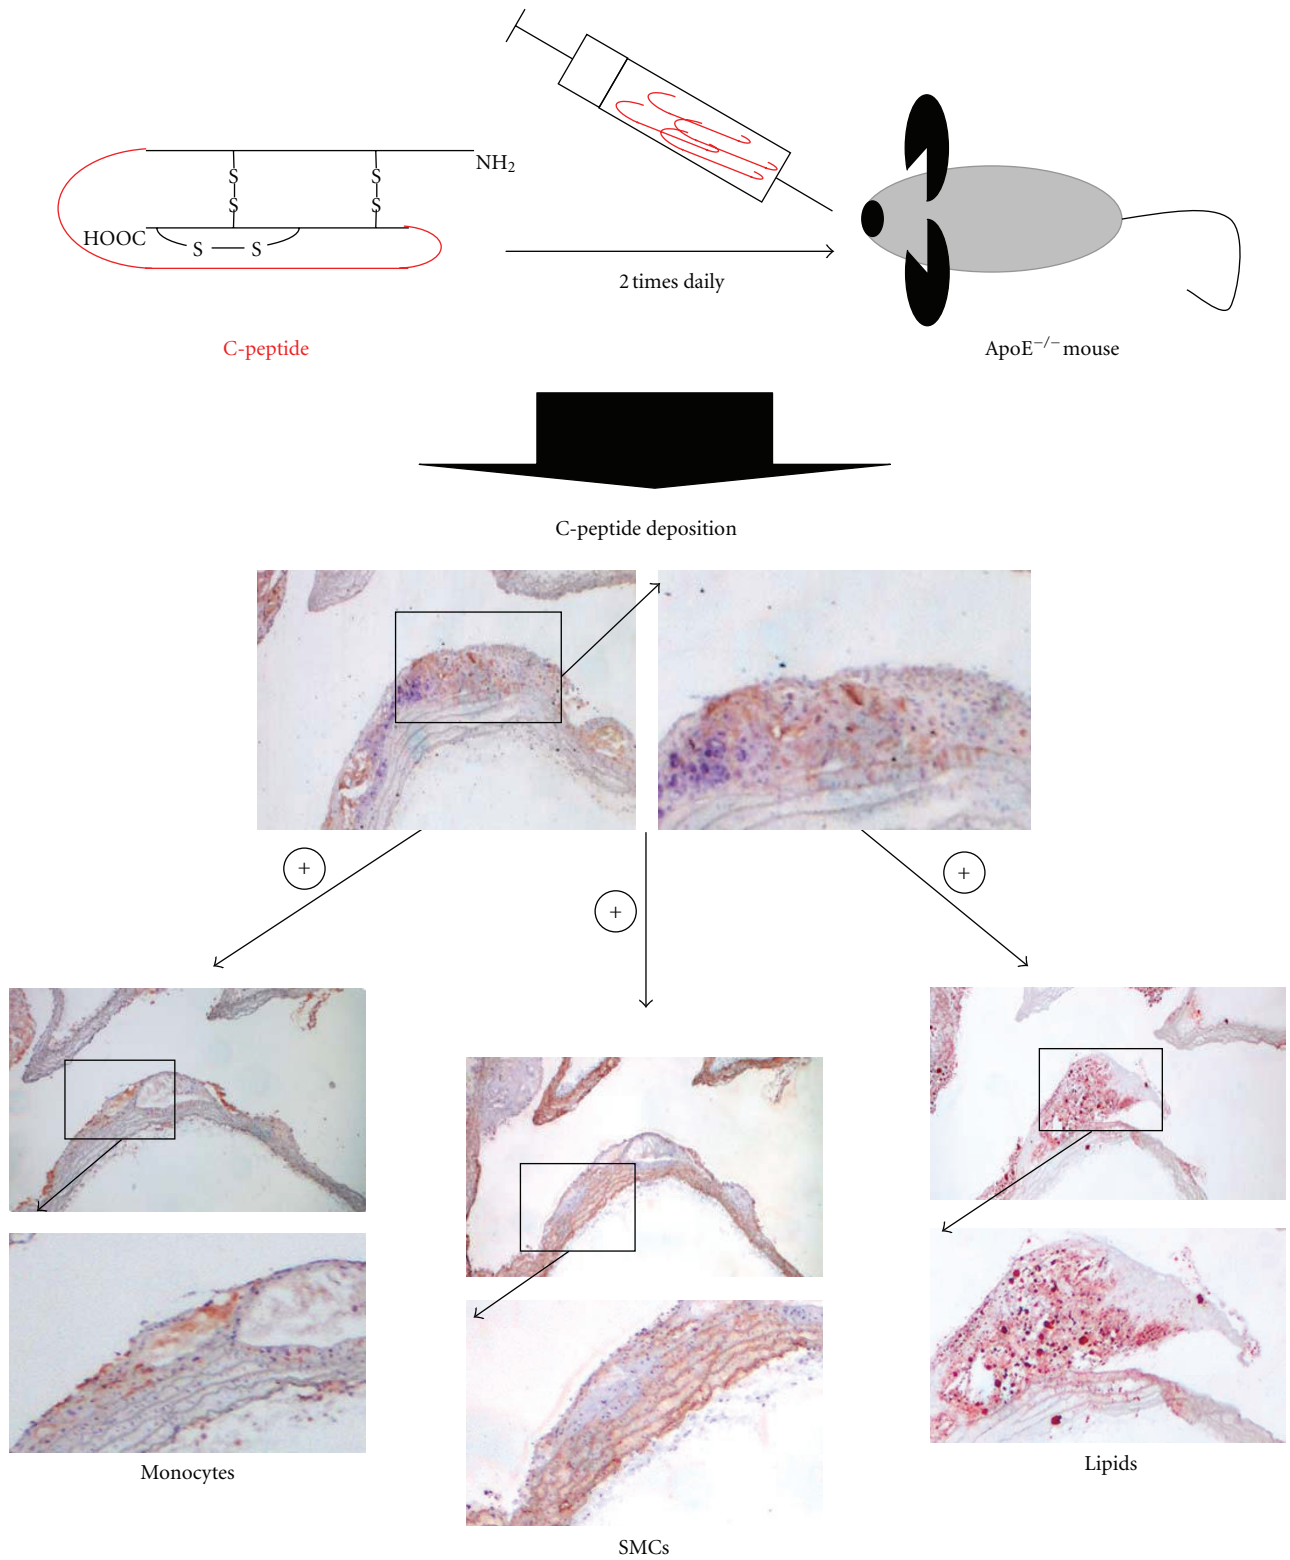 NH2
S
S
S
S
HOOC
S
S
2 times daily
C-peptide
ApoE−/− mouse
C-peptide deposition
+
+
+
Monocytes
Lipids
SMCs